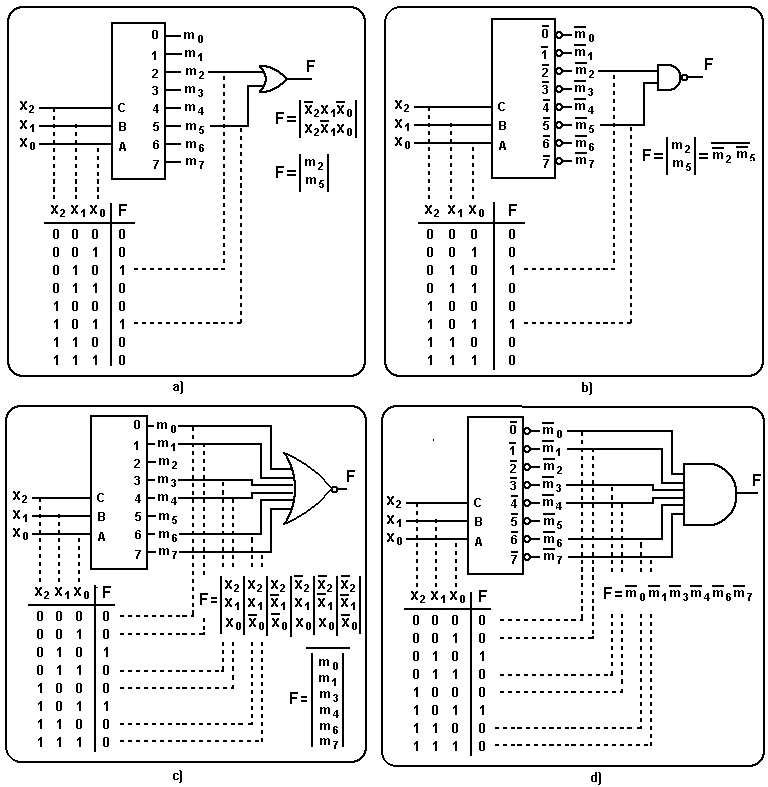 0 m₀
1 m₁
2 m₂
3 m₃
x₂ C 4 m₄
x₁ B 5 m₅
x₀ A 6 m₆
7 m₇
F
F = | x̅₂x₁x̅₀
x₂x̅₁x₀ |
F = | m₂
m₅ |
x₂ x₁ x₀ F
0 0 0 0
0 0 1 0
0 1 0 1
0 1 1 0
1 0 0 0
1 0 1 1
1 1 0 0
1 1 1 0
a)
0̅ m̅₀
1̅ m̅₁
2̅ m̅₂
3̅ m̅₃
x₂ C 4̅ m̅₄
x₁ B 5̅ m̅₅
x₀ A 6̅ m̅₆
7̅ m̅₇
F
F = | m₂
m₅ | = m̅₂ m̅₅
x₂ x₁ x₀ F
0 0 0 0
0 0 1 0
0 1 0 1
0 1 1 0
1 0 0 0
1 0 1 1
1 1 0 0
1 1 1 0
b)
0 m₀
1 m₁
2 m₂
3 m₃
x₂ C 4 m₄
x₁ B 5 m₅
x₀ A 6 m₆
7 m₇
F
F = | x₂ | x₂ | x₂ | x̅₂ | x̅₂ | x̅₂ |
x₁ | x₁ | x̅₁ | x₁ | x̅₁ | x̅₁
x₀ | x̅₀ | x̅₀ | x₀ | x₀ | x̅₀
F = | m₀
m₁
m₃
m₄
m₆
m₇ |
x₂ x₁ x₀ F
0 0 0 0
0 0 1 0
0 1 0 1
0 1 1 0
1 0 0 0
1 0 1 1
1 1 0 0
1 1 1 0
c)
0̅ m̅₀
1̅ m̅₁
2̅ m̅₂
3̅ m̅₃
x₂ C 4̅ m̅₄
x₁ B 5̅ m̅₅
x₀ A 6̅ m̅₆
7̅ m̅₇
F
F = m̅₀ m̅₁ m̅₃ m̅₄ m̅₆ m̅₇
x₂ x₁ x₀ F
0 0 0 0
0 0 1 0
0 1 0 1
0 1 1 0
1 0 0 0
1 0 1 1
1 1 0 0
1 1 1 0
d)